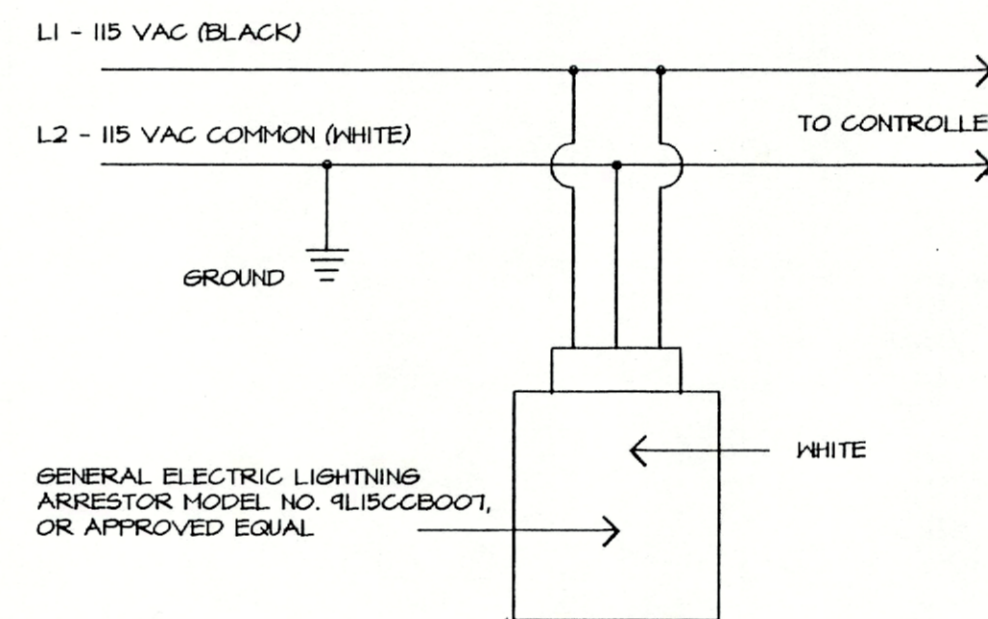 L1 - 115 VAC (BLACK)
L2 - 115 VAC COMMON (WHITE)
TO CONTROLLE
GROUND
WHITE
GENERAL ELECTRIC LIGHTNING
ARRESTOR MODEL NO. 9L15CCB007,
OR APPROVED EQUAL